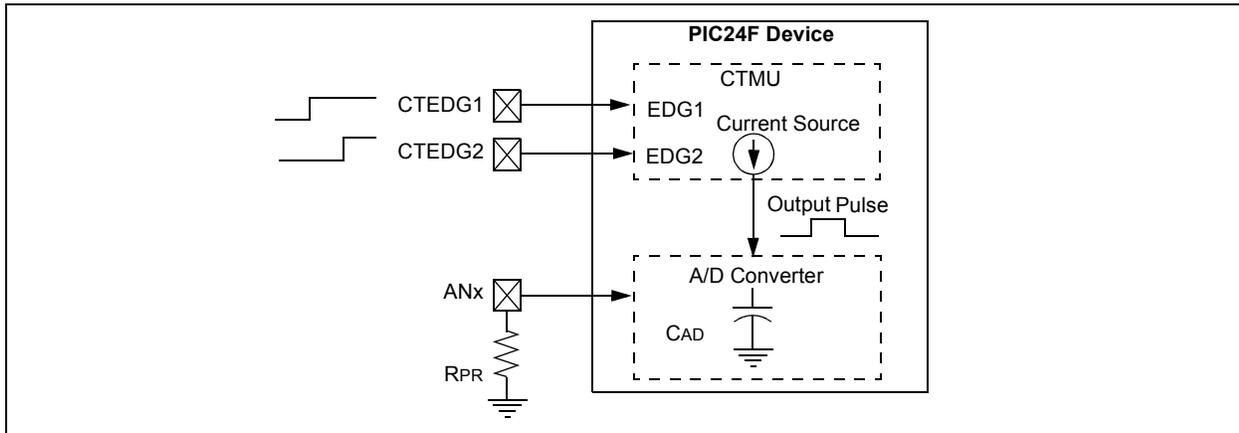 PIC24F Device
CTMU
CTEDG1
EDG1
Current Source
CTEDG2
EDG2
Output Pulse
A/D Converter
ANx
CAD
RPR